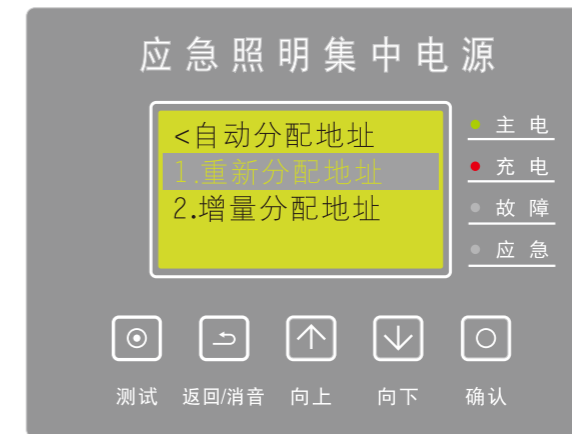 应急照明集中电源
<自动分配地址
1.重新分配地址
2.增量分配地址
主电
充电
故障
应急
测试 返回/消音 向上 向下 确认